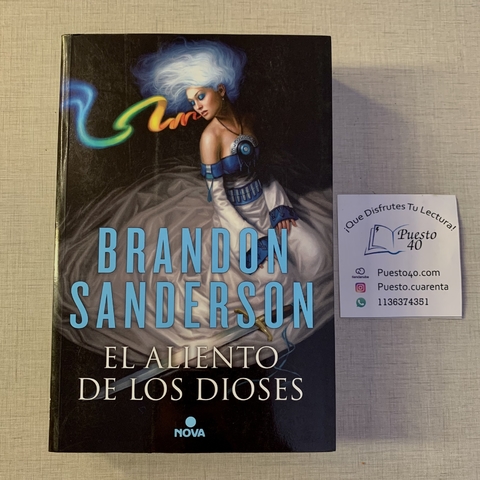 BRANDON
SANDERSON
EL ALIENTO
DE LOS DIOSES
NOVA
¡Que Disfrutes Tu Lectura!
Puesto
40
Puesto40.com
Puesto.cuarenta
1136374351